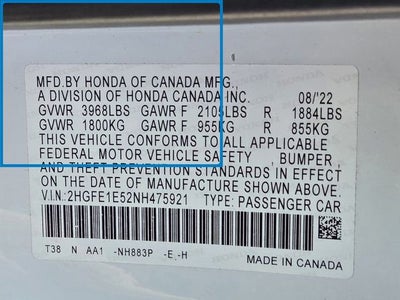 MFD.BY HONDA OF CANADA MFG.,
A DIVISION OF HONDA CANADA INC. 08/'22
GVWR 3968LBS GAWR F 2105LBS R 1884LBS
GVWR 1800KG GAWR F 955KG R 855KG
THIS VEHICLE CONFORMS TO ALL APPLICABLE
FEDERAL MOTOR VEHICLE SAFETY , BUMPER ,
AND THEFT PREVENTION STANDARDS IN EFFECT
ON THE DATE OF MANUFACTURE SHOWN ABOVE.
V.I.N:2HGFE1E52NH475921 TYPE: PASSENGER CAR
T38 N AA1 -NH883P -E,-H
MADE IN CANADA